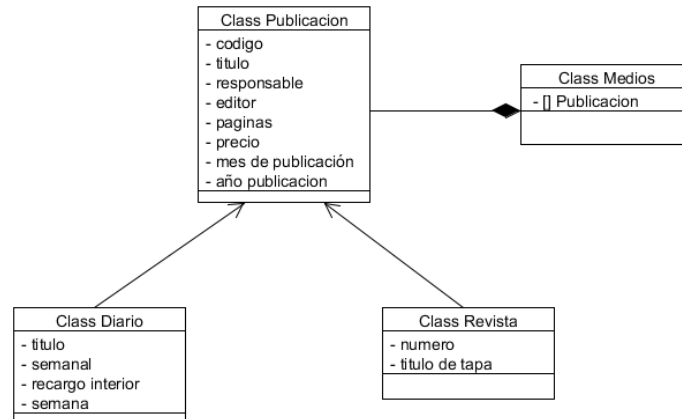 Class Publicacion
- codigo
- titulo
- responsable
- editor
- paginas
- precio
- mes de publicación
- año publicacion
Class Medios
- [] Publicacion
Class Diario
- titulo
- semanal
- recargo interior
- semana
Class Revista
- numero
- titulo de tapa